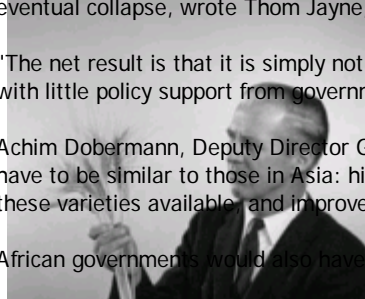 eventual collapse, wrote Thom Jayne
"The net result is that it is simply not
with little policy support from govern
Achim Dobermann, Deputy Director G
have to be similar to those in Asia: hi
these varieties available, and improve
African governments would also have